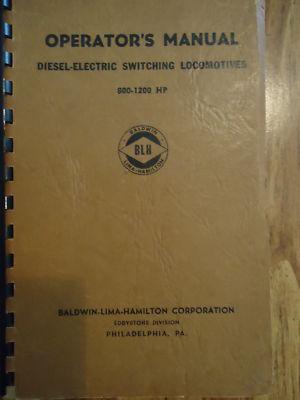 OPERATOR'S MANUAL
DIESEL-ELECTRIC SWITCHING LOCOMOTIVES
800-1200 HP
BALDWIN
BLH
LIMA-HAMILTON
BALDWIN-LIMA-HAMILTON CORPORATION
EDDYSTONE DIVISION
PHILADELPHIA, PA.